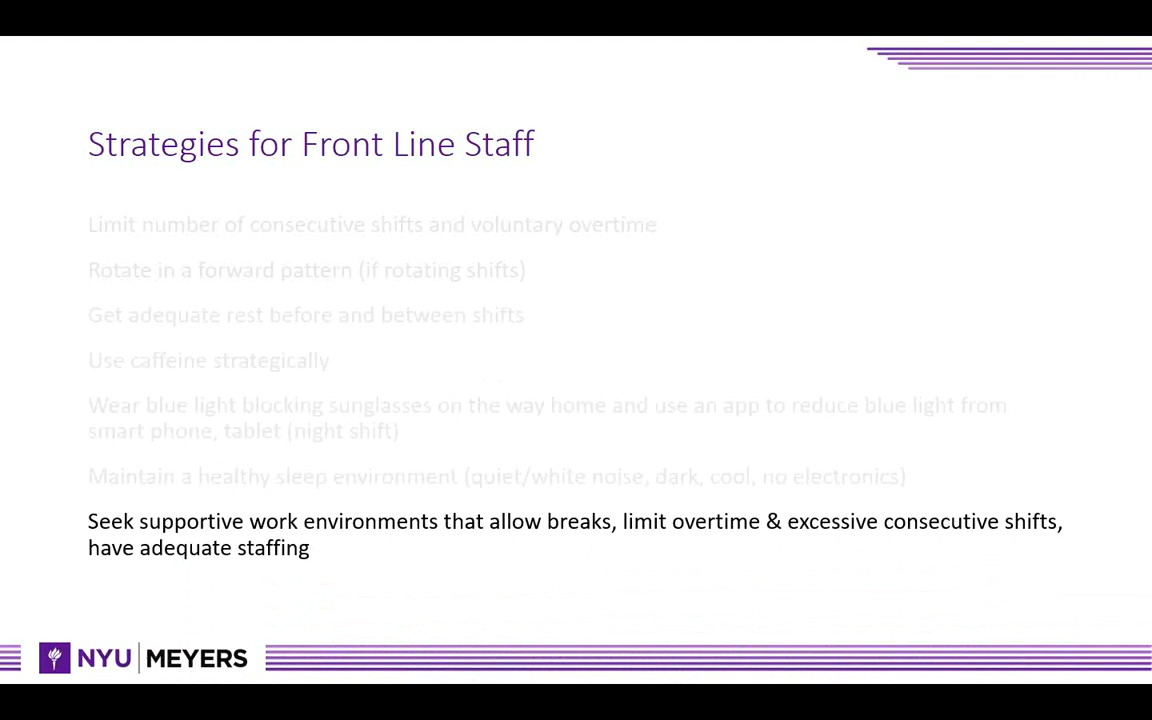 Strategies for Front Line Staff
Limit number of consecutive shifts and voluntary overtime
Rotate in a forward pattern (if rotating shifts)
Get adequate rest before and between shifts
Use caffeine strategically
Wear blue light blocking sunglasses on the way home and use an app to reduce blue light from
smart phone, tablet (night shift)
Maintain a healthy sleep environment (quiet/white noise, dark, cool, no electronics)
Seek supportive work environments that allow breaks, limit overtime & excessive consecutive shifts,
have adequate staffing
NYU MEYERS